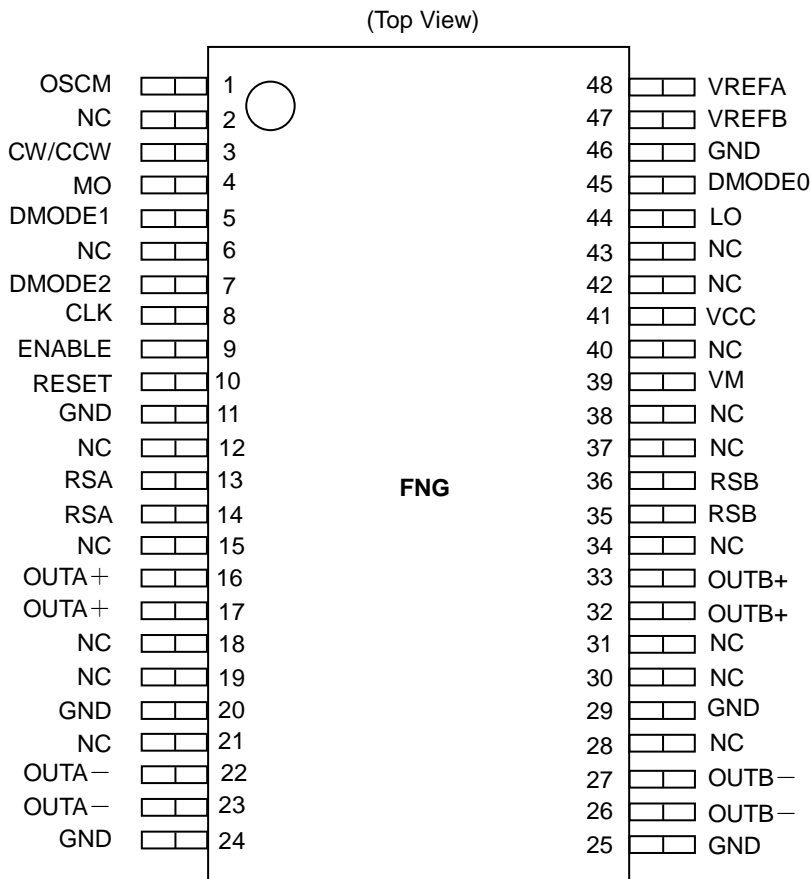 (Top View)
OSCM 1 48 VREFA
NC 2 47 VREFB
CW/CCW 3 46 GND
MO 4 45 DMODE0
DMODE1 5 44 LO
NC 6 43 NC
DMODE2 7 42 NC
CLK 8 41 VCC
ENABLE 9 40 NC
RESET 10 39 VM
GND 11 38 NC
NC 12 37 NC
RSA 13 36 RSB
FNG
RSA 14 35 RSB
NC 15 34 NC
OUTA+ 16 33 OUTB+
OUTA+ 17 32 OUTB+
NC 18 31 NC
NC 19 30 NC
GND 20 29 GND
NC 21 28 NC
OUTA− 22 27 OUTB−
OUTA− 23 26 OUTB−
GND 24 25 GND